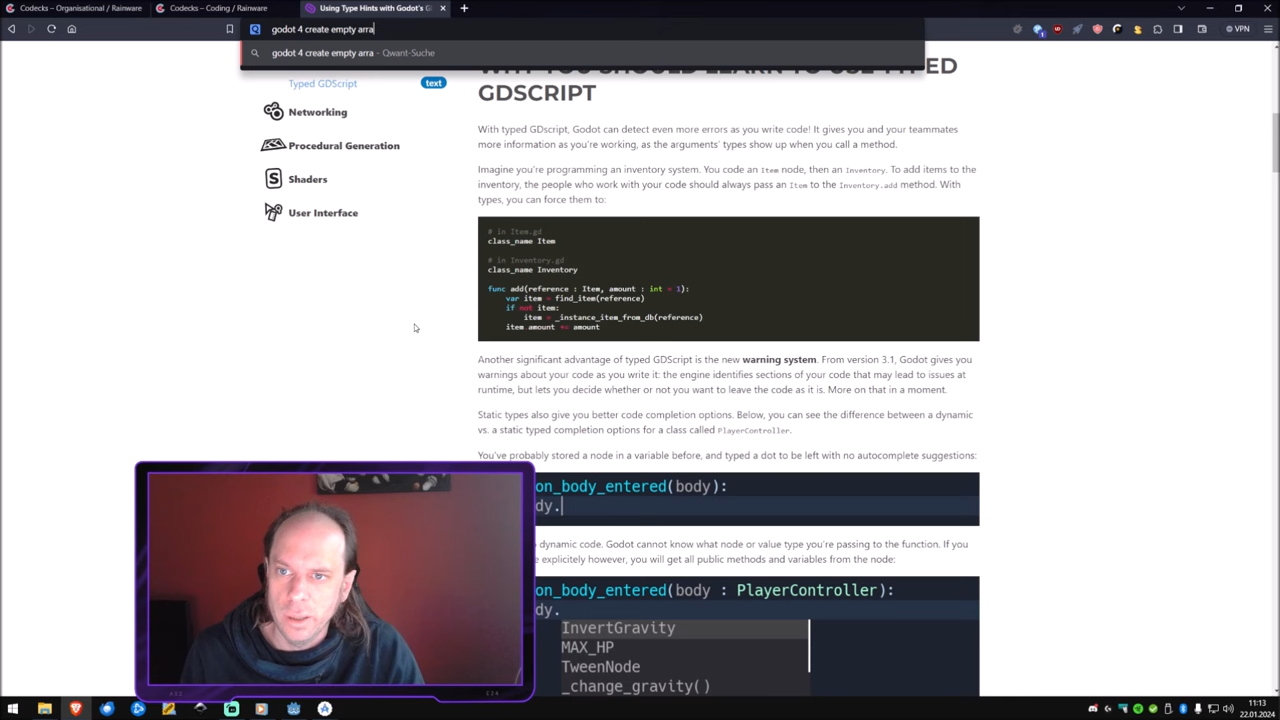 Codecks – Organisational / Rainware
Codecks – Coding / Rainware
Using Type Hints with Godot's G
godot 4 create empty arra
VPN
godot 4 create empty arra – Qwant-Suche
WHY YOU SHOULD LEARN TO USE TYPED
GDSCRIPT
Typed GDScript
text
Networking
Procedural Generation
Shaders
User Interface
With typed GDscript, Godot can detect even more errors as you write code! It gives you and your teammates
more information as you're working, as the arguments' types show up when you call a method.
Imagine you're programming an inventory system. You code an Item node, then an Inventory. To add items to the
inventory, the people who work with your code should always pass an Item to the Inventory.add method. With
types, you can force them to:
# in Item.gd
class_name Item
# in Inventory.gd
class_name Inventory
func add(reference : Item, amount : int = 1):
var item = find_item(reference)
if not item:
item = _instance_item_from_db(reference)
item.amount += amount
Another significant advantage of typed GDScript is the new warning system. From version 3.1, Godot gives you
warnings about your code as you write it: the engine identifies sections of your code that may lead to issues at
runtime, but lets you decide whether or not you want to leave the code as it is. More on that in a moment.
Static types also give you better code completion options. Below, you can see the difference between a dynamic
vs. a static typed completion options for a class called PlayerController.
You've probably stored a node in a variable before, and typed a dot to be left with no autocomplete suggestions:
on_body_entered(body):
dy.
dynamic code. Godot cannot know what node or value type you're passing to the function. If you
explicitely however, you will get all public methods and variables from the node:
on_body_entered(body : PlayerController):
dy.
InvertGravity
MAX_HP
TweenNode
_change_gravity()
11:13
22.01.2024